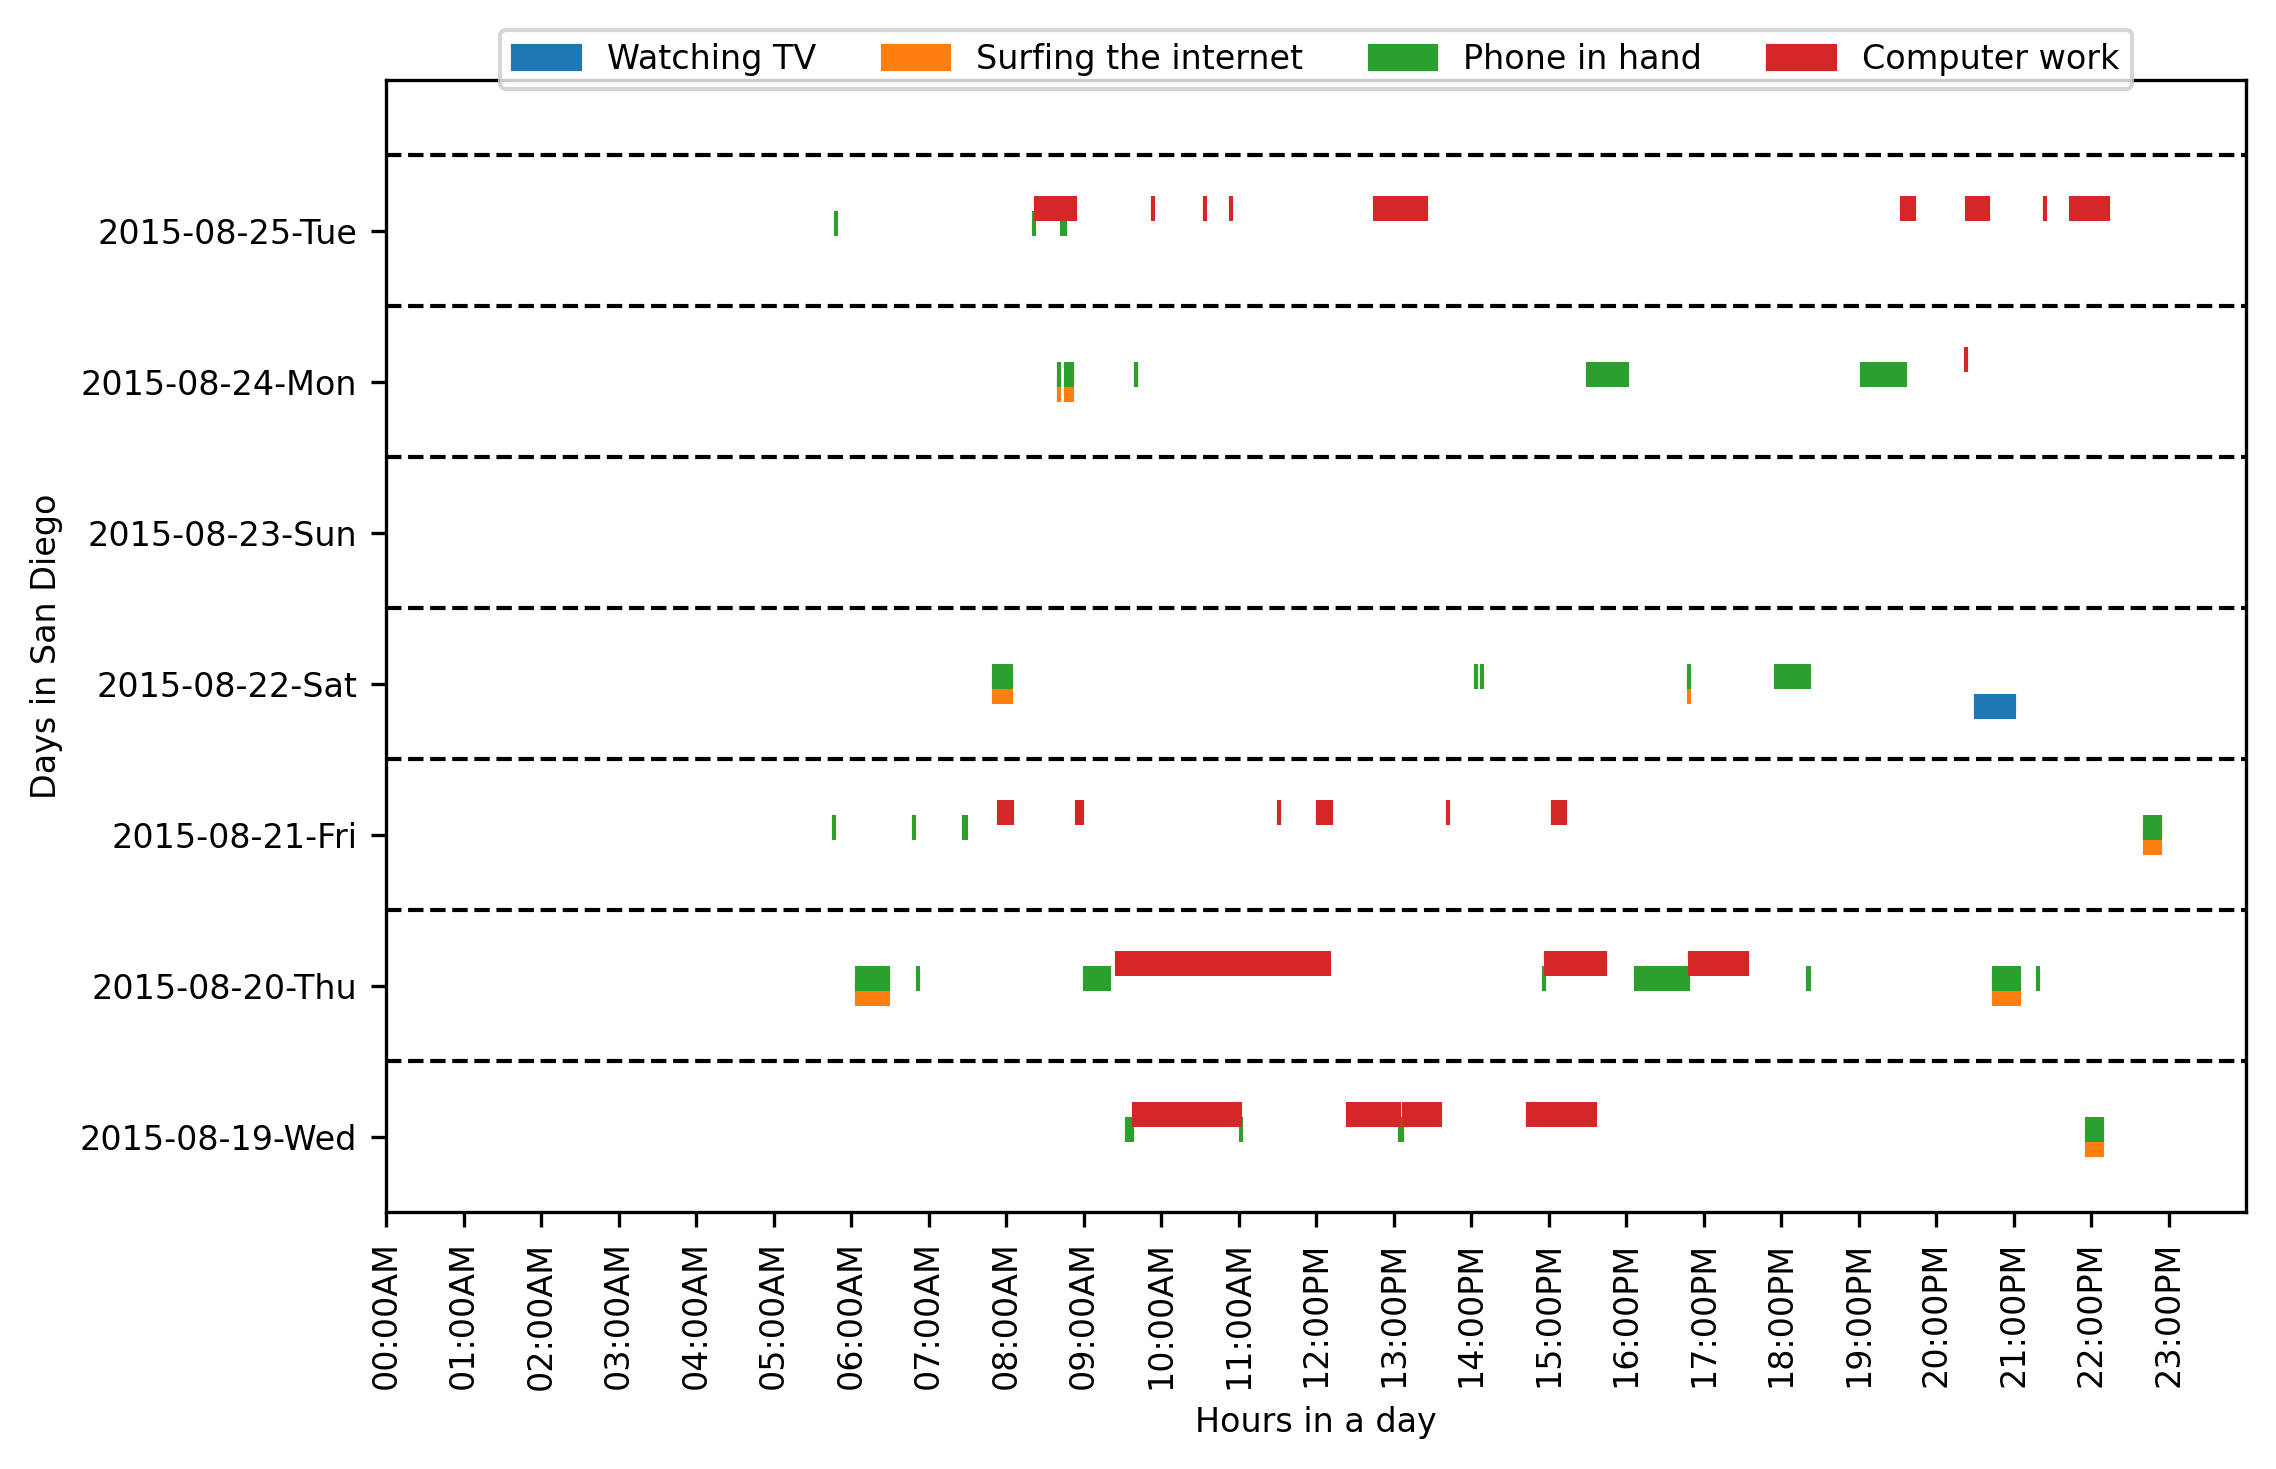 Watching TV Surfing the internet Phone in hand Computer work
Days in San Diego
2015-08-25-Tue
2015-08-24-Mon
2015-08-23-Sun
2015-08-22-Sat
2015-08-21-Fri
2015-08-20-Thu
2015-08-19-Wed
00:00AM
01:00AM
02:00AM
03:00AM
04:00AM
05:00AM
06:00AM
07:00AM
08:00AM
09:00AM
10:00AM
11:00AM
12:00PM
13:00PM
14:00PM
15:00PM
16:00PM
17:00PM
18:00PM
19:00PM
20:00PM
21:00PM
22:00PM
23:00PM
Hours in a day